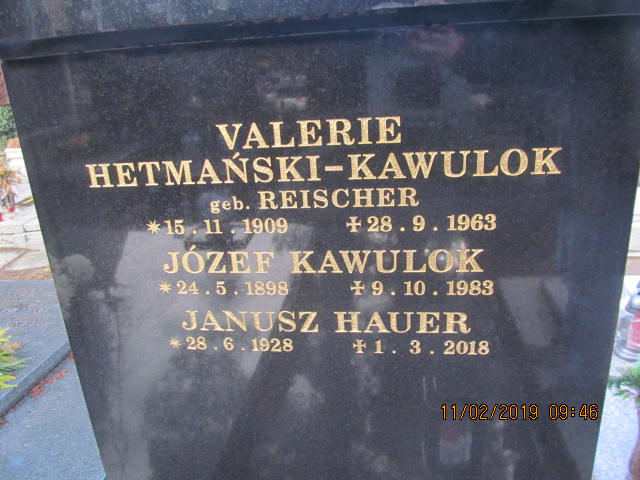 VALERIE
HETMAŃSKI-KAWULOK
geb. REISCHER
✴15.11.1909 ✝28.9.1963
JÓZEF KAWULOK
✴24.5.1898 ✝9.10.1983
JANUSZ HAUER
✴28.6.1928 ✝1.3.2018
11/02/2019 09:46